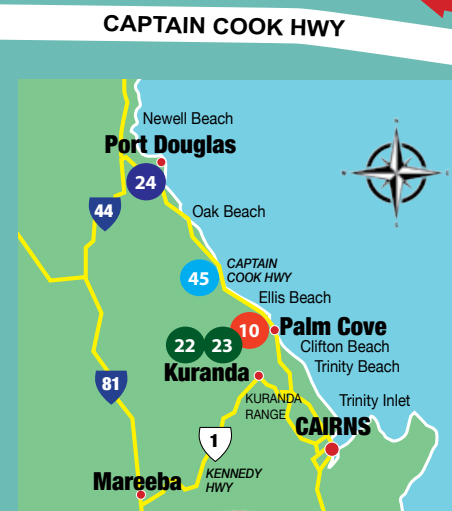 CAPTAIN COOK HWY
Newell Beach
Port Douglas
24
44
Oak Beach
CAPTAIN
COOK HWY
45
Ellis Beach
10
Palm Cove
22
23
Clifton Beach
Trinity Beach
Kuranda
81
KURANDA
RANGE
Trinity Inlet
CAIRNS
1
KENNEDY
HWY
Mareeba